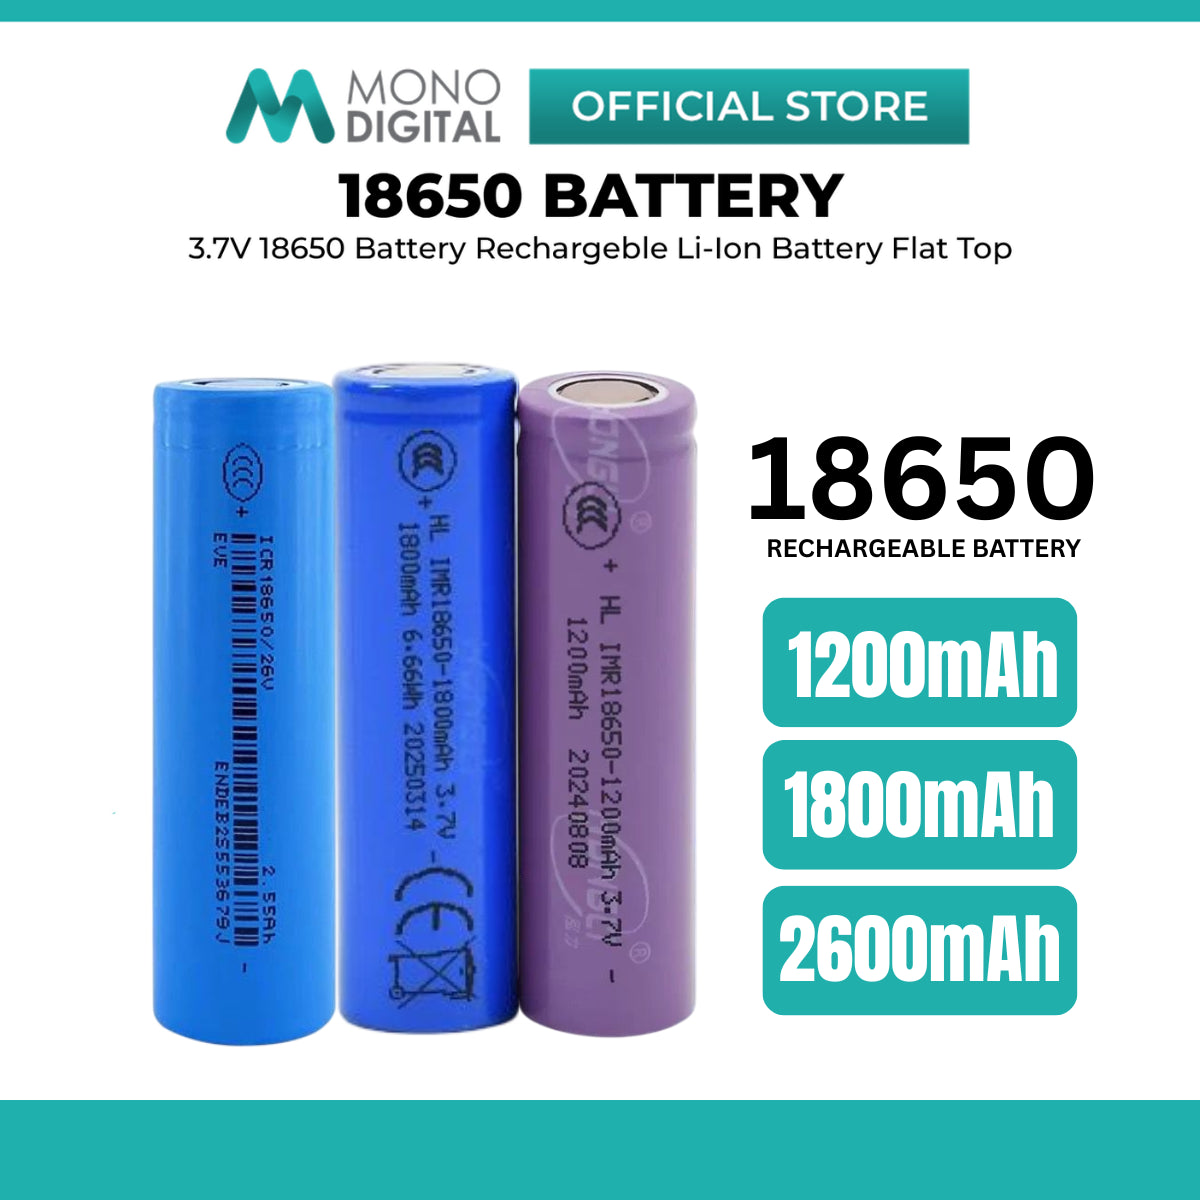 MONO
DIGITAL
OFFICIAL STORE
18650 BATTERY
3.7V 18650 Battery Rechargeble Li-Ion Battery Flat Top
ICR18650/26V 2.55Ah
EVE ENDEB2S553679J
HL IMR18650-1800mAh 3.7V
1800mAh 6.66Wh 20250314
CE
HL IMR18650-1200mAh 3.7V
1200mAh 20240808
18650
RECHARGEABLE BATTERY
1200mAh
1800mAh
2600mAh